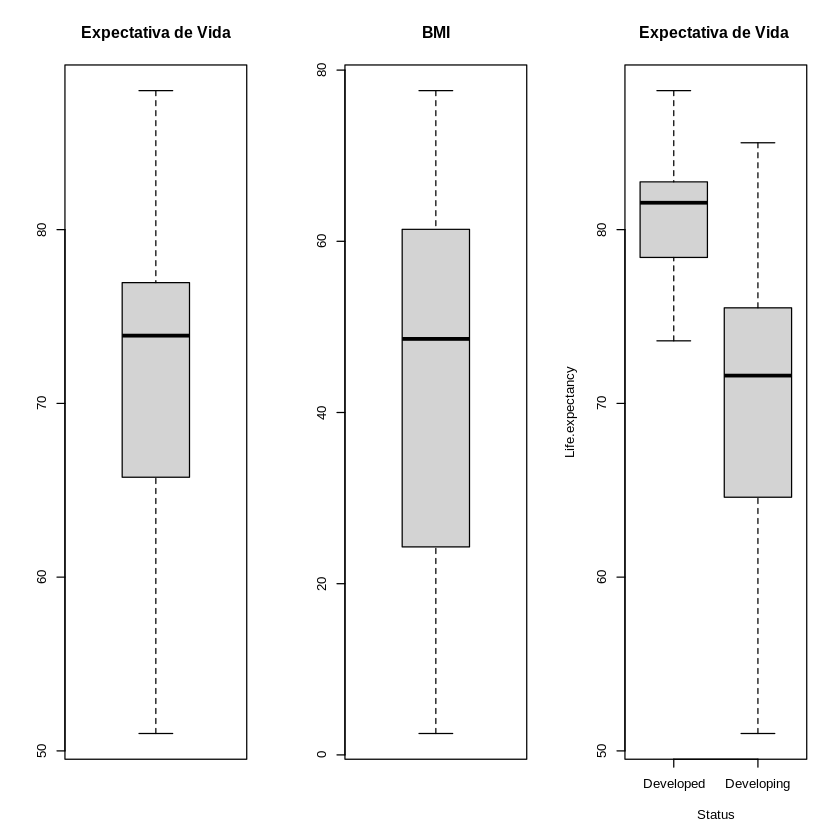 Expectativa de Vida
80
70
60
50
BMI
80
60
40
20
0
Expectativa de Vida
Life.expectancy
80
70
60
50
Developed Developing
Status